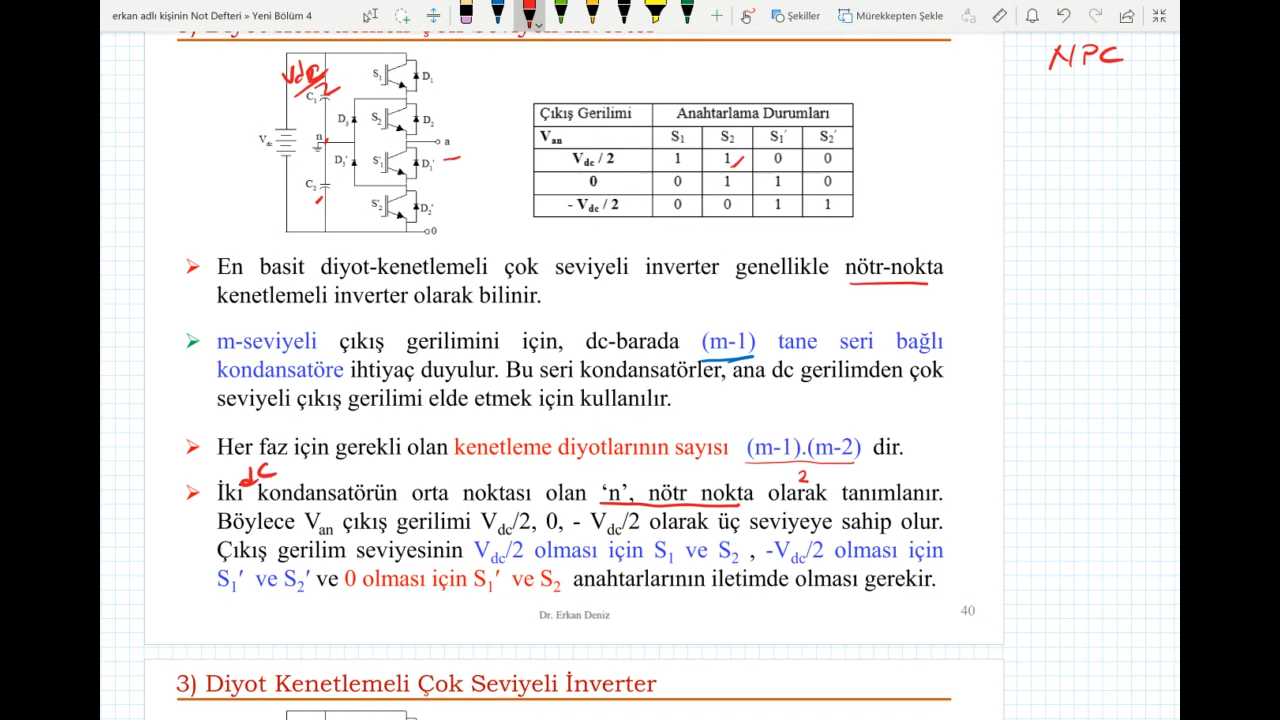 erkan adlı kişinin Not Defteri » Yeni Bölüm 4
Şekiller
Mürekkepten Şekle
3) Diyot Kenetlemeli Çok Seviyeli İnverter
NPC
Vdc/2
S1 D1
C1
D3 S2 D2
Vdc n a
D3' S1' D1'
C2
S2' D2'
0
Çıkış Gerilimi Anahtarlama Durumları
Van S1 S2 S1′ S2′
Vdc / 2 1 1 0 0
0 0 1 1 0
- Vdc / 2 0 0 1 1
➢ En basit diyot-kenetlemeli çok seviyeli inverter genellikle nötr-nokta
kenetlemeli inverter olarak bilinir.
➢ m-seviyeli çıkış gerilimini için, dc-barada (m-1) tane seri bağlı
kondansatöre ihtiyaç duyulur. Bu seri kondansatörler, ana dc gerilimden çok
seviyeli çıkış gerilimi elde etmek için kullanılır.
➢ Her faz için gerekli olan kenetleme diyotlarının sayısı (m-1).(m-2) dir.
dC
2
➢ İki kondansatörün orta noktası olan ‘n’, nötr nokta olarak tanımlanır.
Böylece Van çıkış gerilimi Vdc/2, 0, - Vdc/2 olarak üç seviyeye sahip olur.
Çıkış gerilim seviyesinin Vdc/2 olması için S1 ve S2 , -Vdc/2 olması için
S1′ ve S2′ ve 0 olması için S1′ ve S2 anahtarlarının iletimde olması gerekir.
Dr. Erkan Deniz
40
3) Diyot Kenetlemeli Çok Seviyeli İnverter